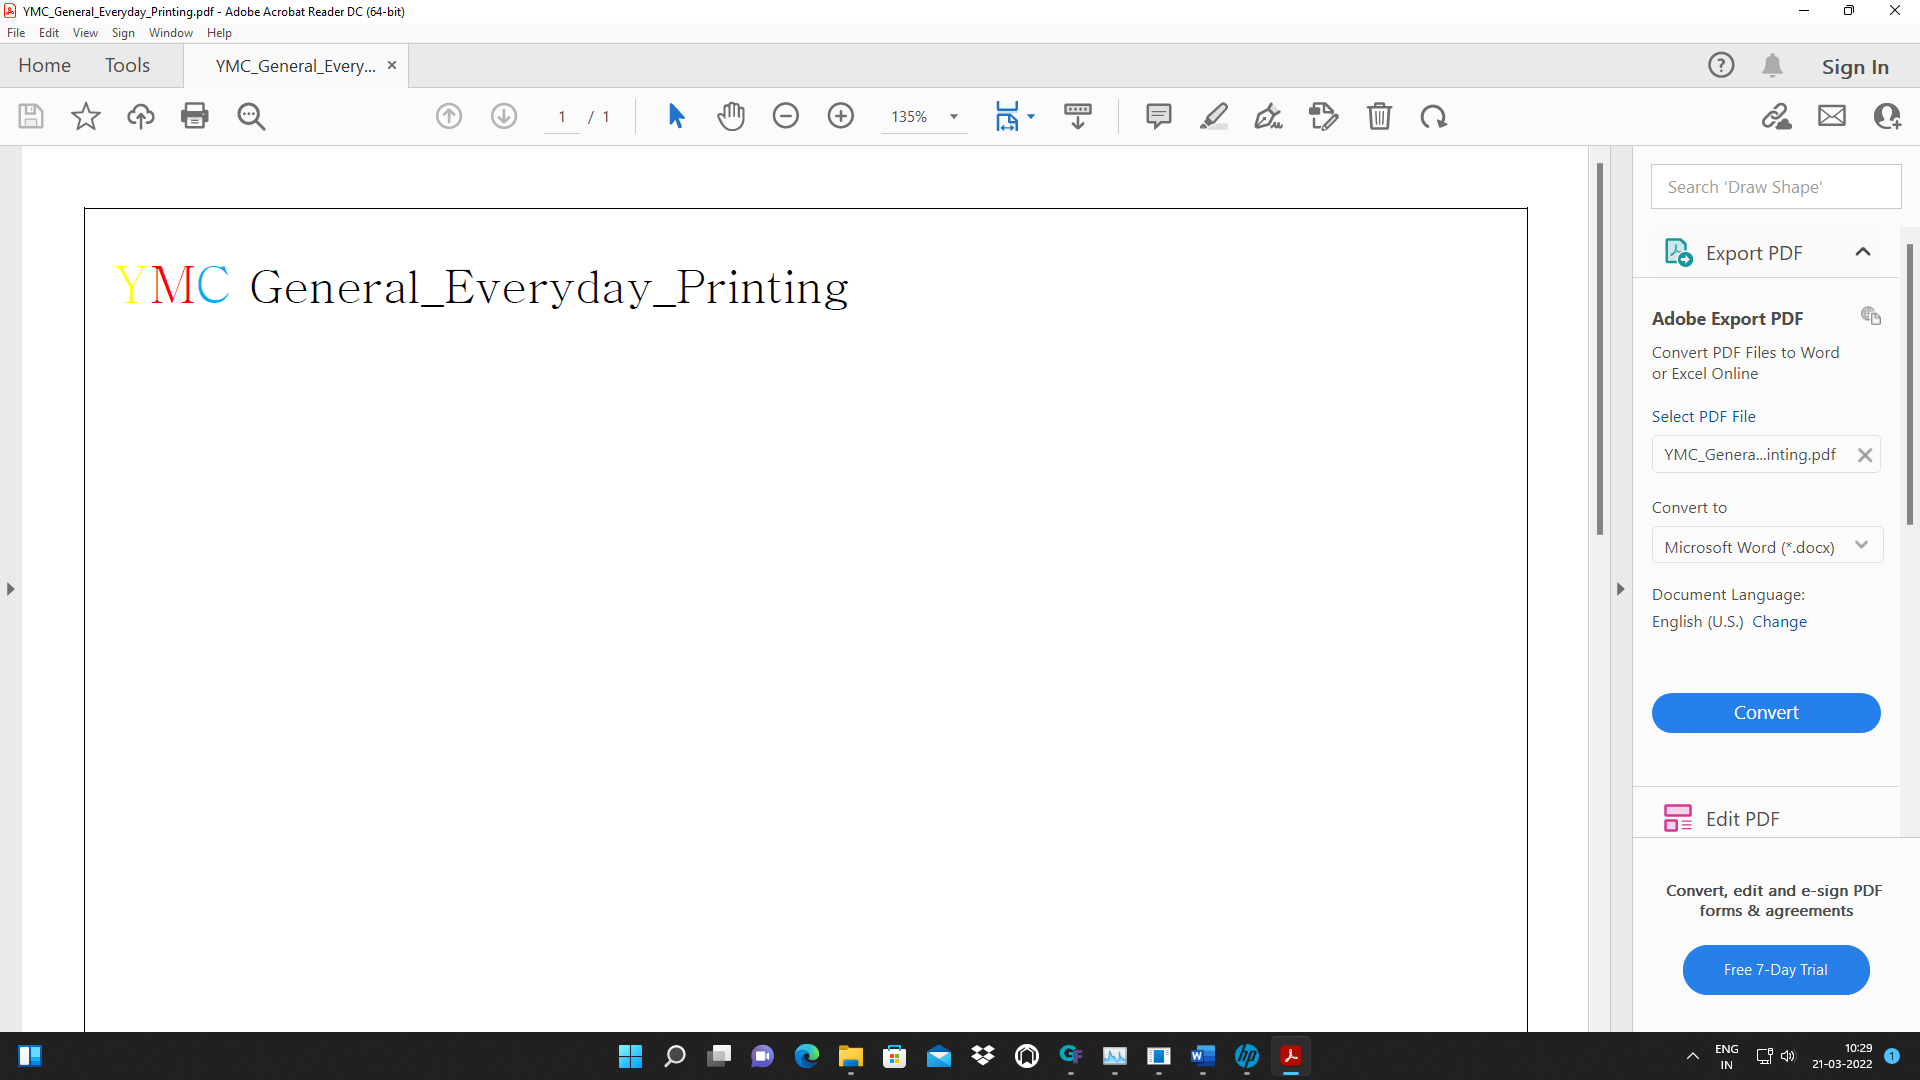 YMC_General_Everyday_Printing.pdf - Adobe Acrobat Reader DC (64-bit)
File Edit View Sign Window Help
Home Tools YMC_General_Every... ×
Sign In
1 / 1 135%
Search 'Draw Shape'
YMC General_Everyday_Printing
Export PDF
Adobe Export PDF
Convert PDF Files to Word
or Excel Online
Select PDF File
YMC_Genera...inting.pdf
Convert to
Microsoft Word (*.docx)
Document Language:
English (U.S.) Change
Convert
Edit PDF
Convert, edit and e-sign PDF
forms & agreements
Free 7-Day Trial
ENG
IN
10:29
21-03-2022
1